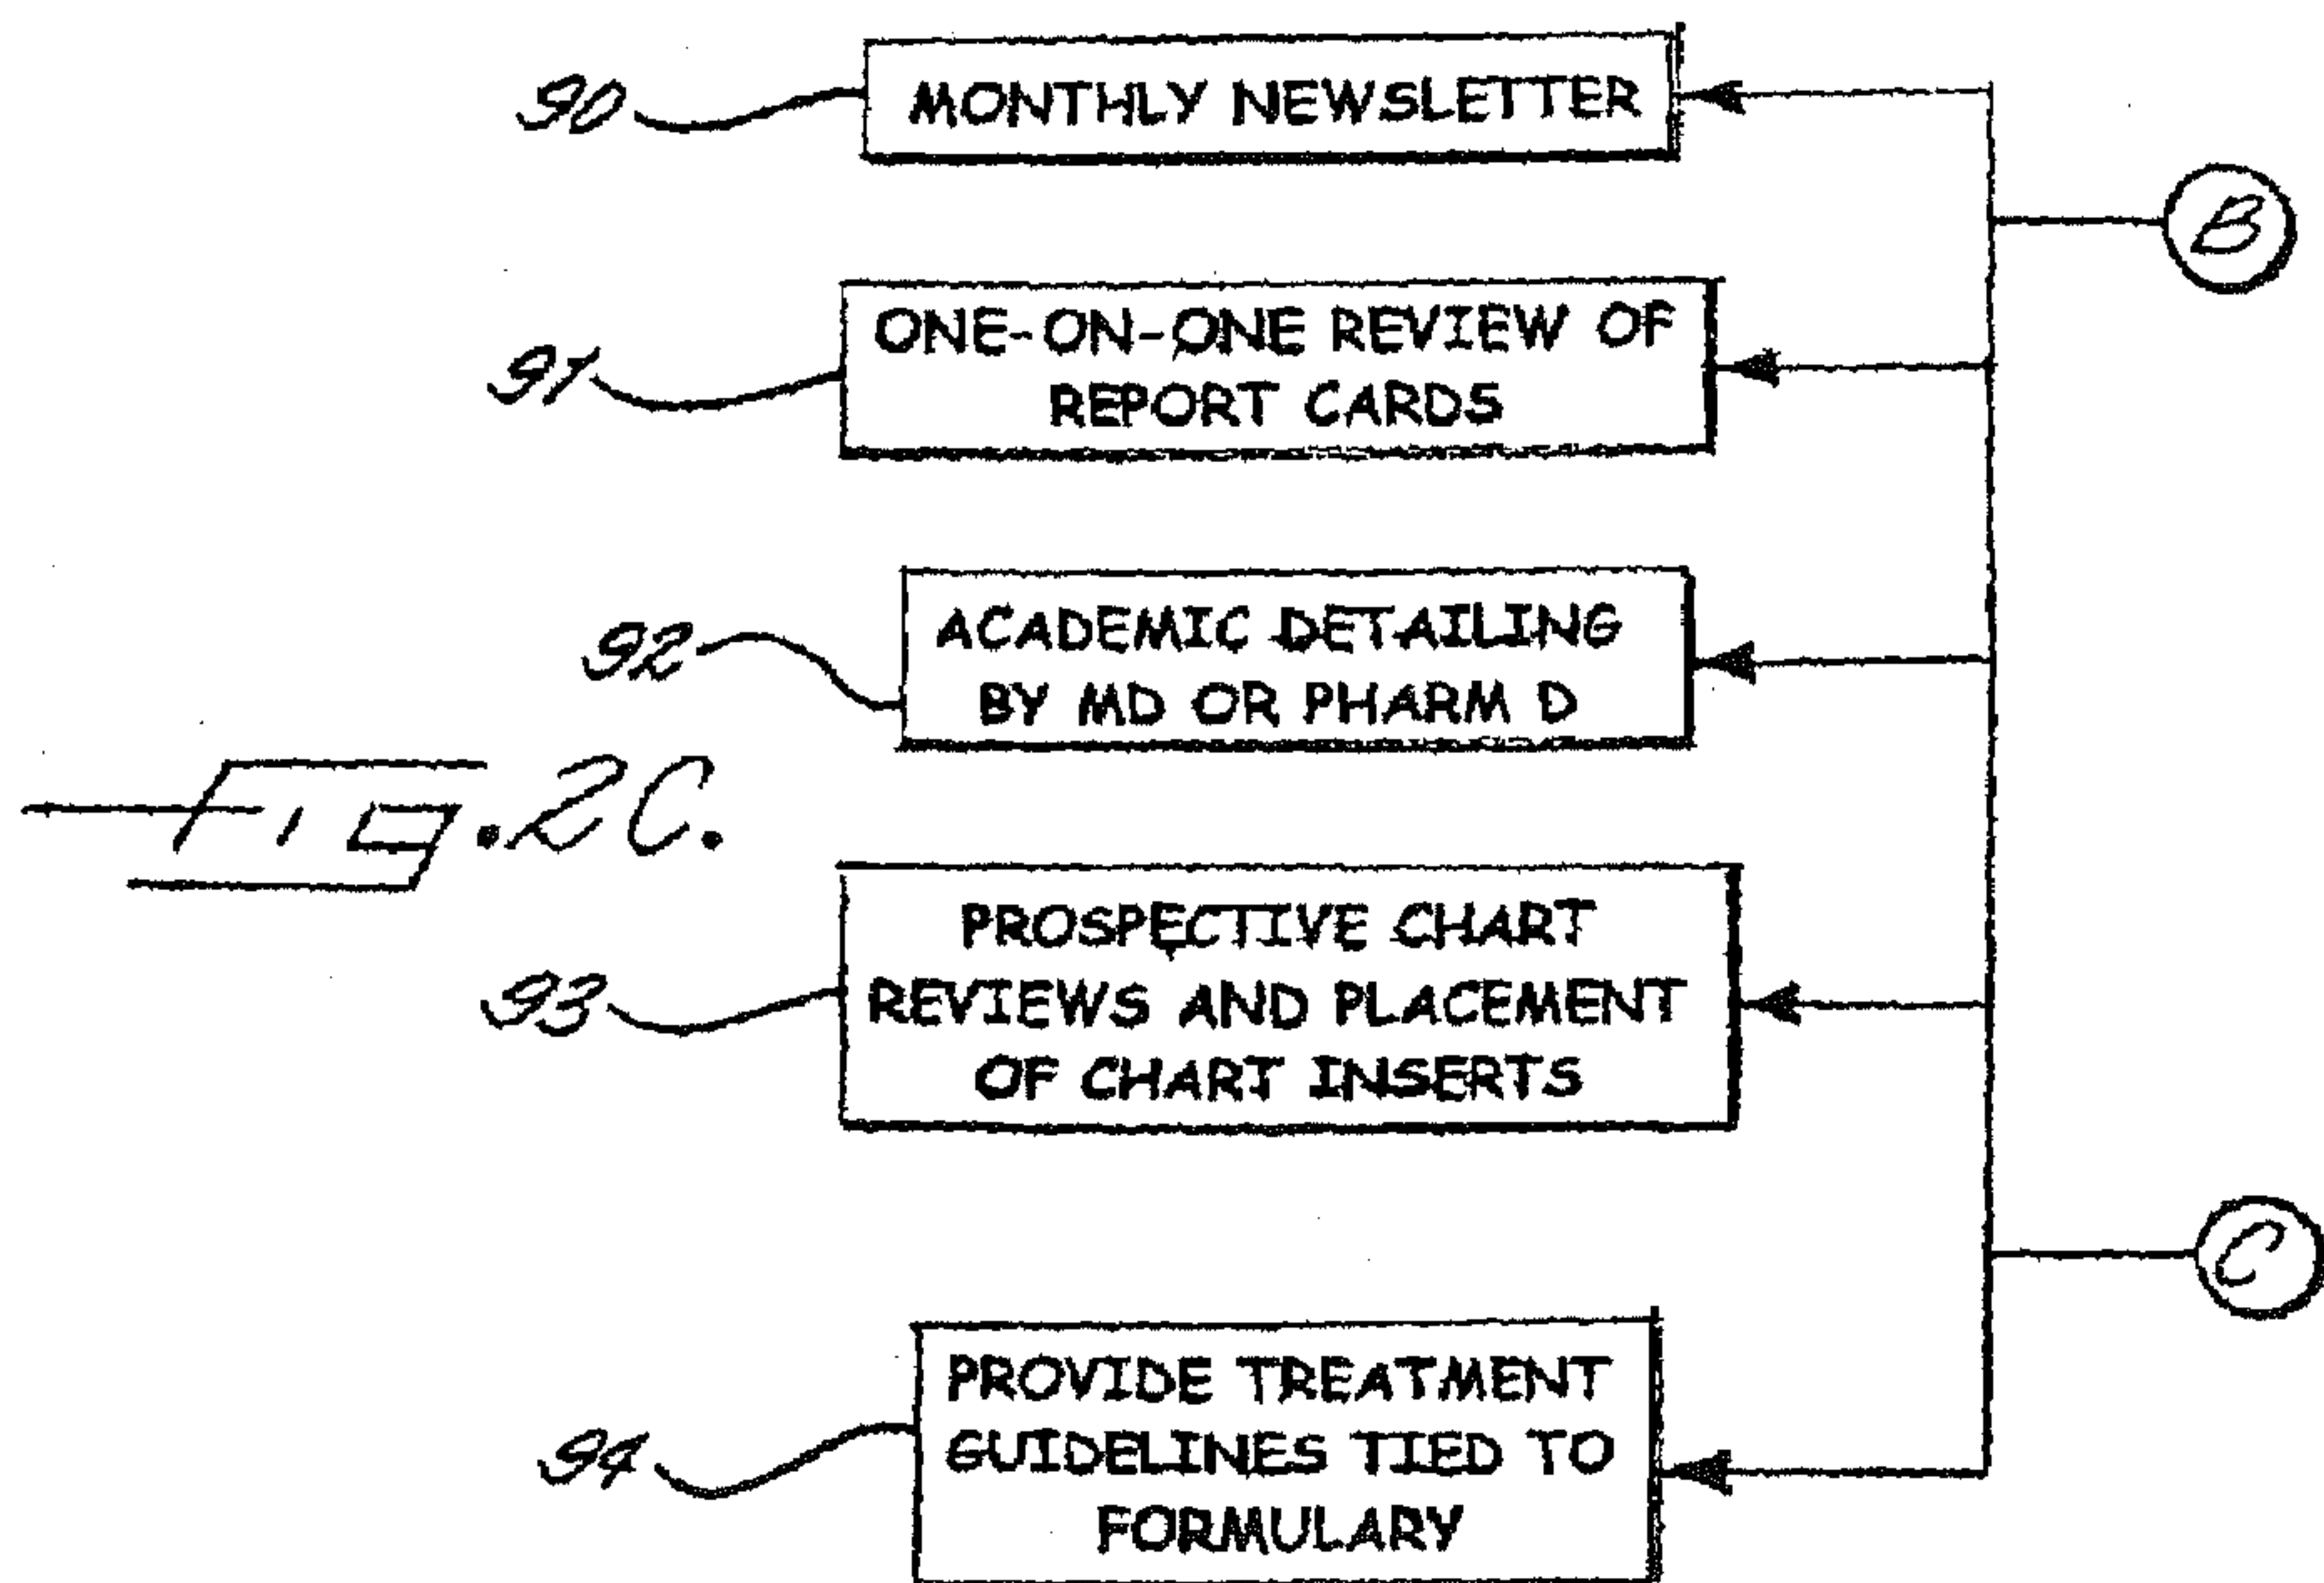 90
MONTHLY NEWSLETTER
B
91
ONE-ON-ONE REVIEW OF
REPORT CARDS
92
ACADEMIC DETAILING
BY MD OR PHARM D
Fig. 2C.
93
PROSPECTIVE CHART
REVIEWS AND PLACEMENT
OF CHART INSERTS
C
94
PROVIDE TREATMENT
GUIDELINES TIED TO
FORMULARY